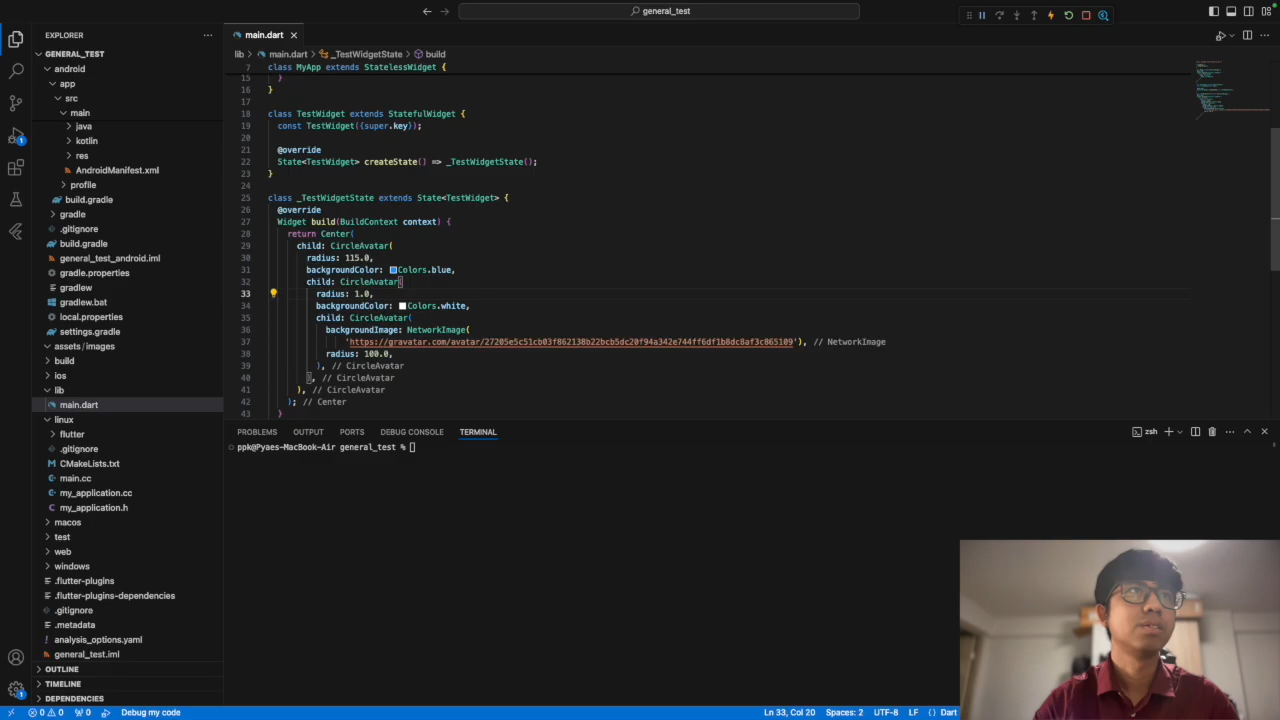 general_test
EXPLORER
GENERAL_TEST
android
app
src
main
java
kotlin
res
AndroidManifest.xml
profile
build.gradle
gradle
.gitignore
build.gradle
general_test_android.iml
gradle.properties
gradlew
gradlew.bat
local.properties
settings.gradle
assets/images
build
ios
lib
main.dart
linux
flutter
.gitignore
CMakeLists.txt
main.cc
my_application.cc
my_application.h
macos
test
web
windows
.flutter-plugins
.flutter-plugins-dependencies
.gitignore
.metadata
analysis_options.yaml
general_test.iml
OUTLINE
TIMELINE
DEPENDENCIES
main.dart
lib > main.dart > _TestWidgetState > build
7 class MyApp extends StatelessWidget {
15 }
16 }
17
18 class TestWidget extends StatefulWidget {
19 const TestWidget({super.key});
20
21 @override
22 State<TestWidget> createState() => _TestWidgetState();
23 }
24
25 class _TestWidgetState extends State<TestWidget> {
26 @override
27 Widget build(BuildContext context) {
28 return Center(
29 child: CircleAvatar(
30 radius: 115.0,
31 backgroundColor: Colors.blue,
32 child: CircleAvatar(
33 radius: 1.0,
34 backgroundColor: Colors.white,
35 child: CircleAvatar(
36 backgroundImage: NetworkImage(
37 'https://gravatar.com/avatar/27205e5c51cb03f862138b22bcb5dc20f94a342e744ff6df1b8dc8af3c865109'), // NetworkImage
38 radius: 100.0,
39 ), // CircleAvatar
40 ), // CircleAvatar
41 ), // CircleAvatar
42 ); // Center
43 }
PROBLEMS OUTPUT PORTS DEBUG CONSOLE TERMINAL
zsh
ppk@Pyaes-MacBook-Air general_test %
0 0 0 Debug my code
Ln 33, Col 20 Spaces: 2 UTF-8 LF {} Dart
1
1